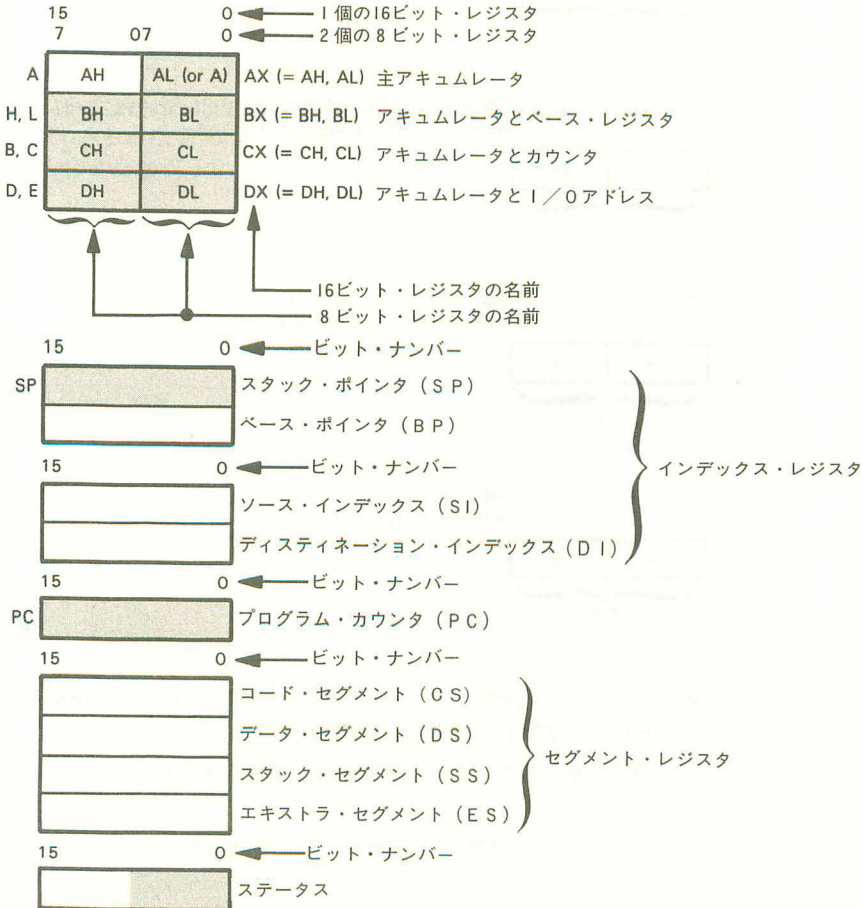 15 0 1個の16ビット・レジスタ
7 07 0 2個の8ビット・レジスタ
A AH AL (or A) AX (= AH, AL) 主アキュムレータ
H, L BH BL BX (= BH, BL) アキュムレータとベース・レジスタ
B, C CH CL CX (= CH, CL) アキュムレータとカウンタ
D, E DH DL DX (= DH, DL) アキュムレータとI／Oアドレス
16ビット・レジスタの名前
8ビット・レジスタの名前
15 0 ビット・ナンバー
SP スタック・ポインタ（SP）
ベース・ポインタ（BP）
15 0 ビット・ナンバー
インデックス・レジスタ
ソース・インデックス（SI）
ディスティネーション・インデックス（DI）
15 0 ビット・ナンバー
PC プログラム・カウンタ（PC）
15 0 ビット・ナンバー
コード・セグメント（CS）
データ・セグメント（DS）
セグメント・レジスタ
スタック・セグメント（SS）
エキストラ・セグメント（ES）
15 0 ビット・ナンバー
ステータス